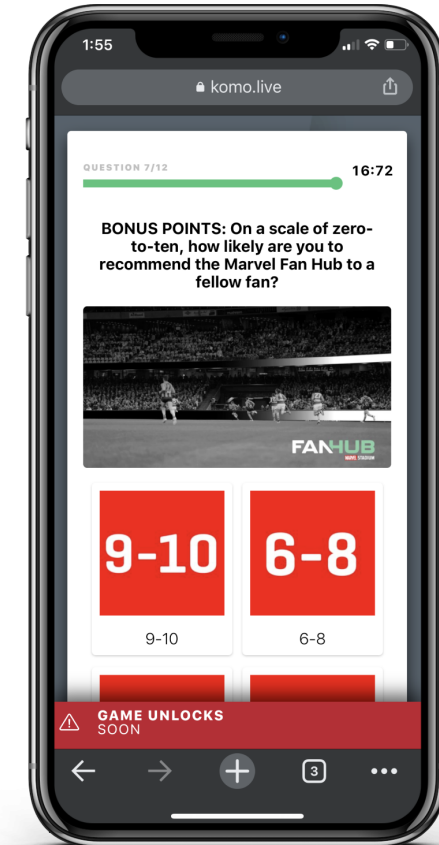 1:55
komo.live
QUESTION 7/12
16:72
BONUS POINTS: On a scale of zero-
to-ten, how likely are you to
recommend the Marvel Fan Hub to a
fellow fan?
FANHUB
MARVEL STADIUM
9-10
6-8
9-10
6-8
GAME UNLOCKS
SOON
3